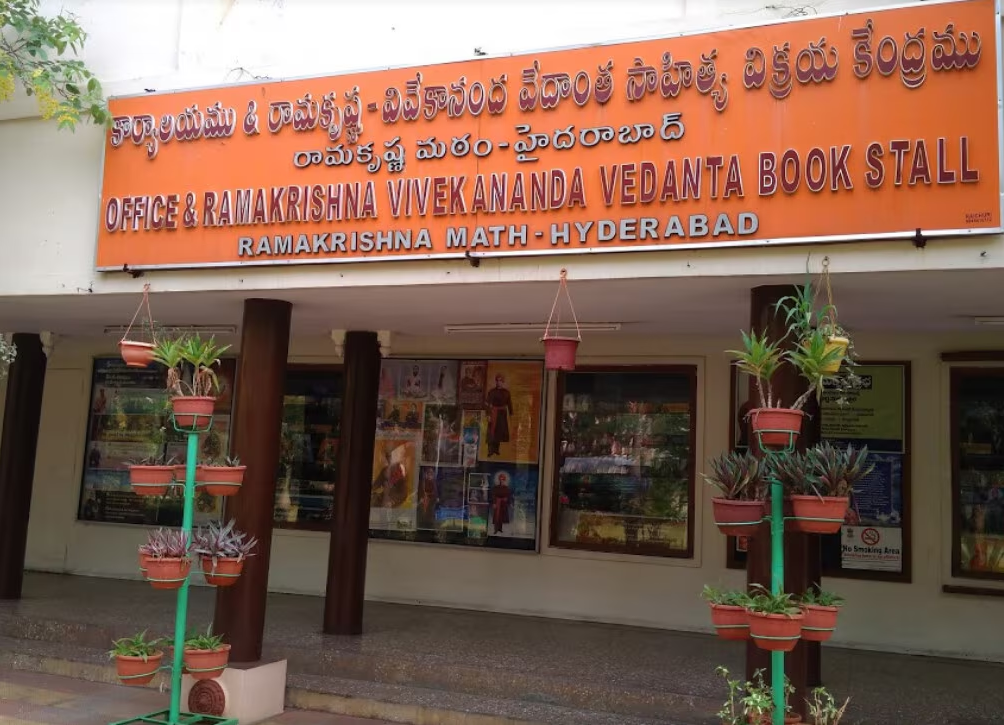 కార్యాలయము & రామకృష్ణ - వివేకానంద వేదాంత సాహిత్య విక్రయ కేంద్రము
రామకృష్ణ మఠం - హైదరాబాద్
OFFICE & RAMAKRISHNA VIVEKANANDA VEDANTA BOOK STALL
RAMAKRISHNA MATH - HYDERABAD
No Smoking Area